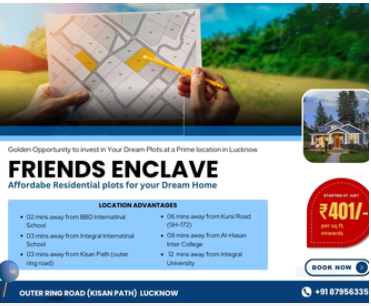 Golden Opportunity to invest in Your Dream Plots at a Prime location in Lucknow
FRIENDS ENCLAVE
Affordabe Residential plots for your Dream Home
LOCATION ADVANTAGES
02 mins away from BBD Internatinal School
03 mins away from Integral International School
03 mins away from Kisan Path (outer ring road)
06 mins away from Kursi Road (SH-172)
08 mins away from Al-Hasan Inter College
12 mins away from Integral University
STARTING AT JUST
₹401/-
per sq.ft.
onwards
BOOK NOW
OUTER RING ROAD (KISAN PATH) LUCKNOW
+91 87956335